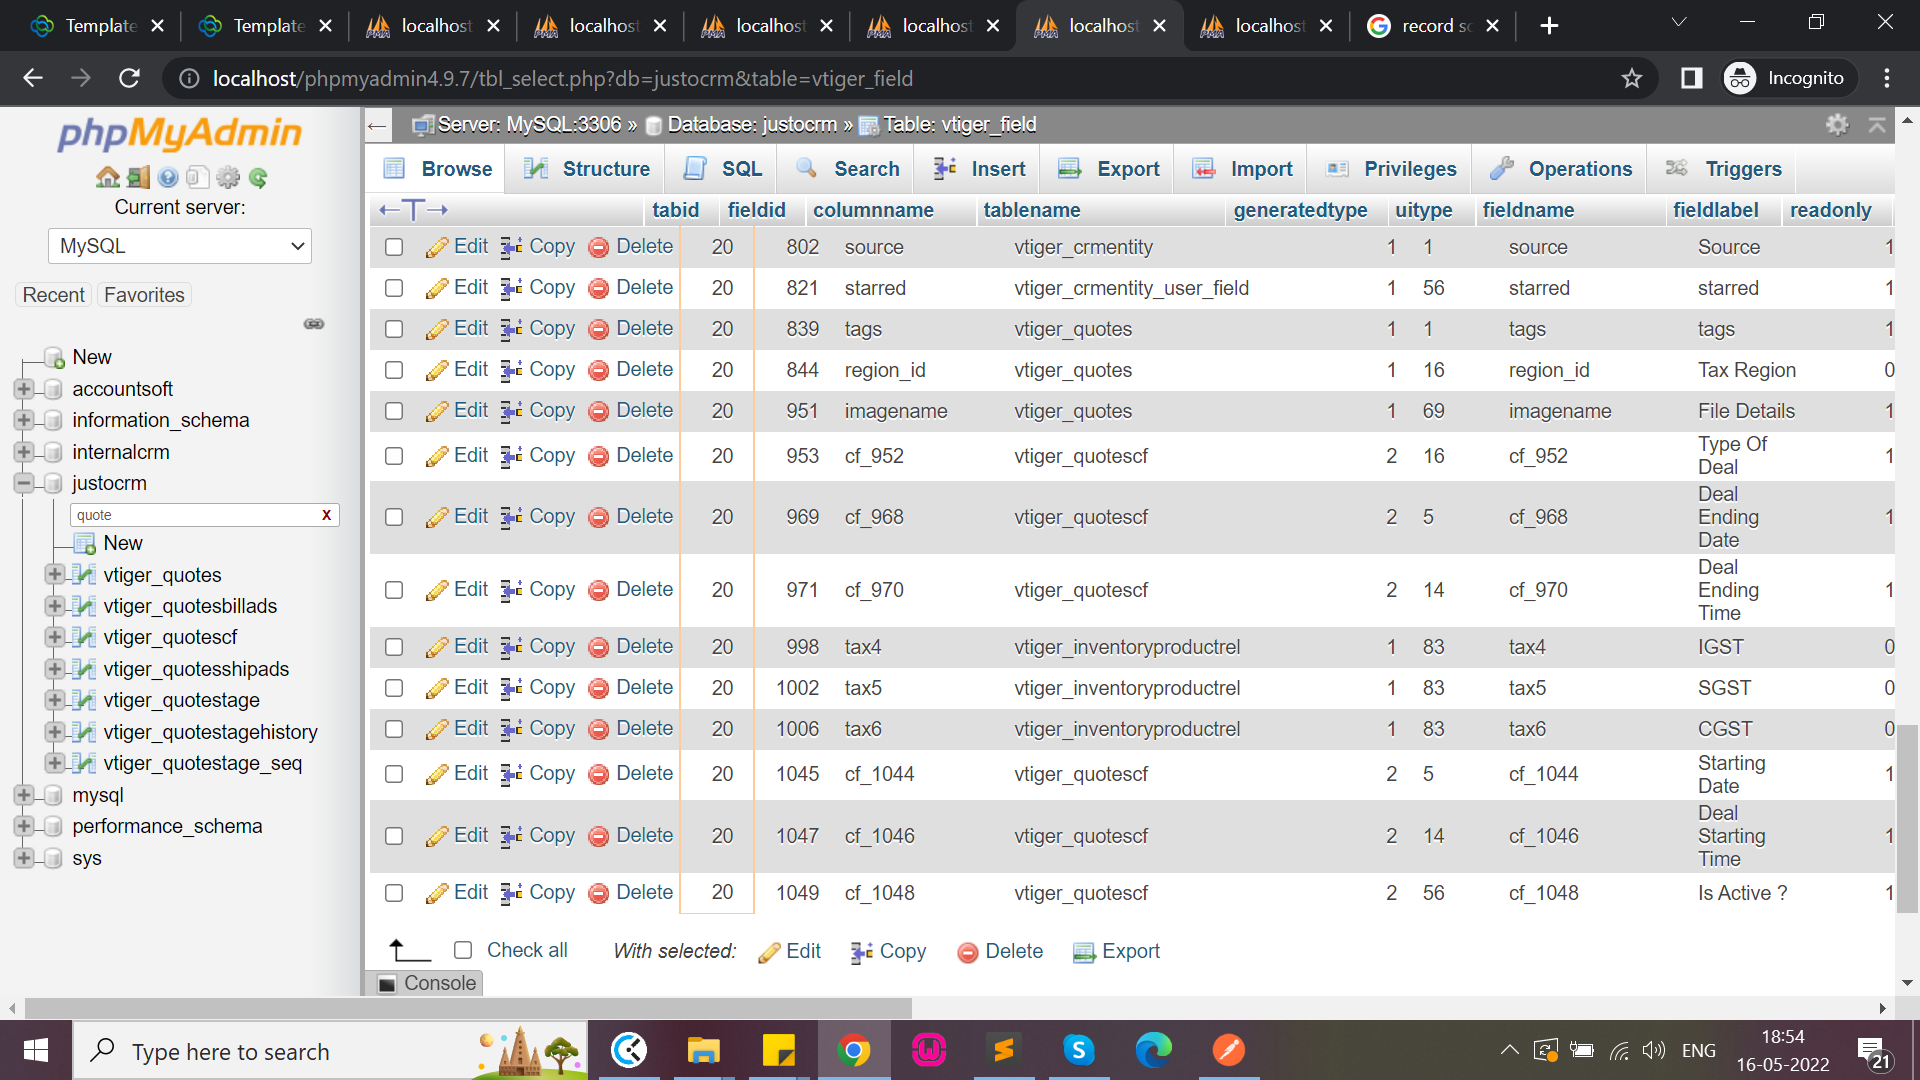 Template
Template
localhost
localhost
localhost
localhost
localhost
localhost
record sc
localhost/phpmyadmin4.9.7/tbl_select.php?db=justocrm&table=vtiger_field
Incognito
phpMyAdmin
Current server:
MySQL
Recent Favorites
New
accountsoft
information_schema
internalcrm
justocrm
quote X
New
vtiger_quotes
vtiger_quotesbillads
vtiger_quotescf
vtiger_quotesshipads
vtiger_quotestage
vtiger_quotestagehistory
vtiger_quotestage_seq
mysql
performance_schema
sys
Server: MySQL:3306 » Database: justocrm » Table: vtiger_field
Browse Structure SQL Search Insert Export Import Privileges Operations Triggers
tabid fieldid columnname tablename generatedtype uitype fieldname fieldlabel readonly
Edit Copy Delete 20 802 source vtiger_crmentity 1 1 source Source 1
Edit Copy Delete 20 821 starred vtiger_crmentity_user_field 1 56 starred starred 1
Edit Copy Delete 20 839 tags vtiger_quotes 1 1 tags tags 1
Edit Copy Delete 20 844 region_id vtiger_quotes 1 16 region_id Tax Region 0
Edit Copy Delete 20 951 imagename vtiger_quotes 1 69 imagename File Details 1
Edit Copy Delete 20 953 cf_952 vtiger_quotescf 2 16 cf_952 Type Of Deal 1
Edit Copy Delete 20 969 cf_968 vtiger_quotescf 2 5 cf_968 Deal Ending Date 1
Edit Copy Delete 20 971 cf_970 vtiger_quotescf 2 14 cf_970 Deal Ending Time 1
Edit Copy Delete 20 998 tax4 vtiger_inventoryproductrel 1 83 tax4 IGST 0
Edit Copy Delete 20 1002 tax5 vtiger_inventoryproductrel 1 83 tax5 SGST 0
Edit Copy Delete 20 1006 tax6 vtiger_inventoryproductrel 1 83 tax6 CGST 0
Edit Copy Delete 20 1045 cf_1044 vtiger_quotescf 2 5 cf_1044 Starting Date 1
Edit Copy Delete 20 1047 cf_1046 vtiger_quotescf 2 14 cf_1046 Deal Starting Time 1
Edit Copy Delete 20 1049 cf_1048 vtiger_quotescf 2 56 cf_1048 Is Active ? 1
Check all With selected: Edit Copy Delete Export
Console
Type here to search
ENG
18:54
16-05-2022
21